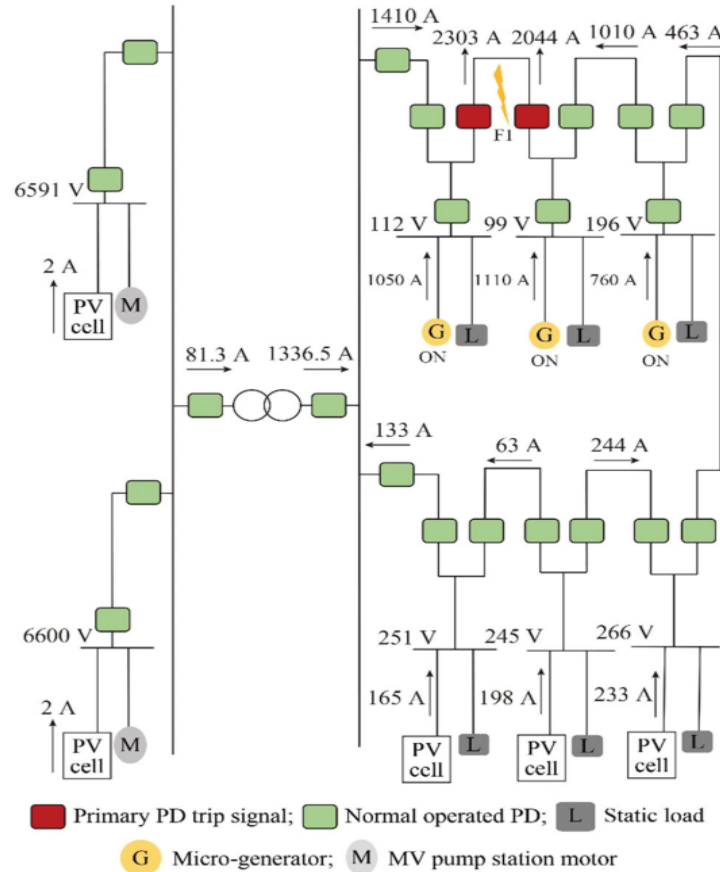 1410 A
2303 A
2044 A
1010 A
463 A
F1
6591 V
112 V
99 V
196 V
2 A
1050 A
1110 A
760 A
PV
cell
M
G
L
G
L
G
L
ON
ON
ON
81.3 A
1336.5 A
133 A
63 A
244 A
6600 V
251 V
245 V
266 V
2 A
165 A
198 A
233 A
PV
cell
M
PV
cell
L
PV
cell
L
PV
cell
L
Primary PD trip signal; Normal operated PD; L Static load
G Micro-generator; M MV pump station motor